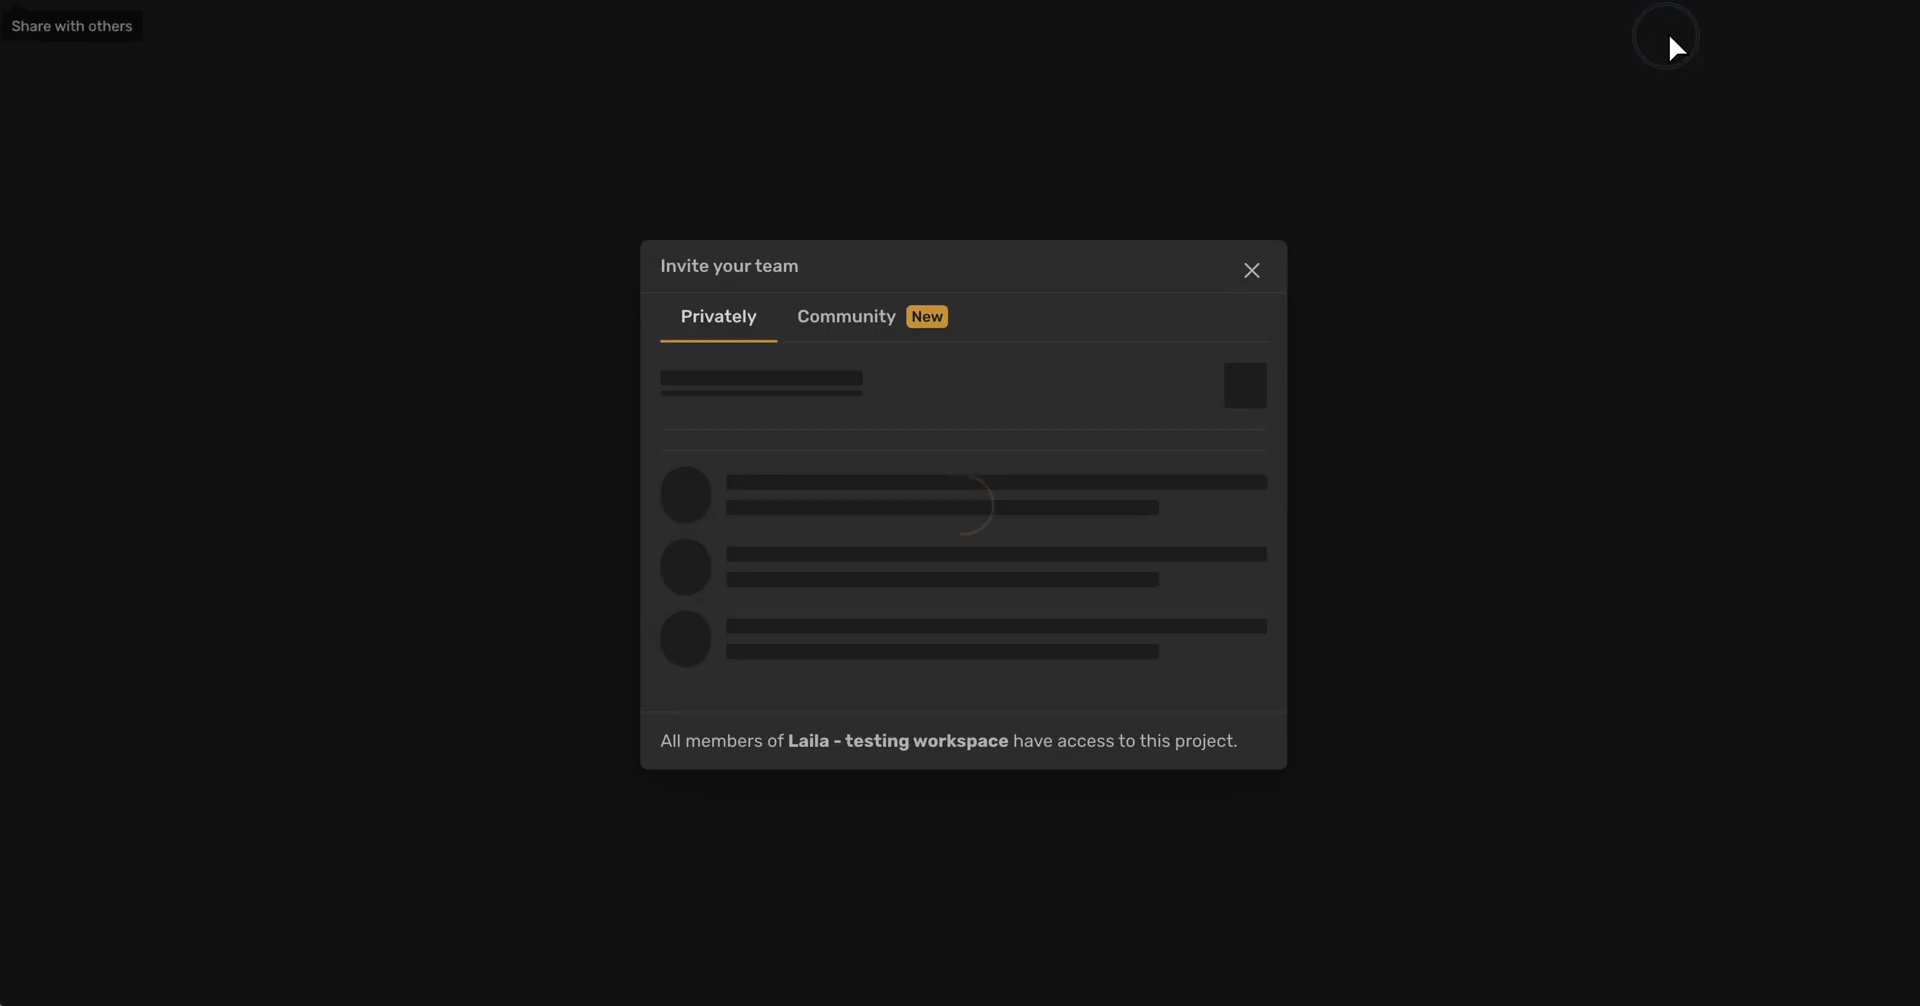 Share with others
Invite your team
Privately
Community New
All members of Laila - testing workspace have access to this project.